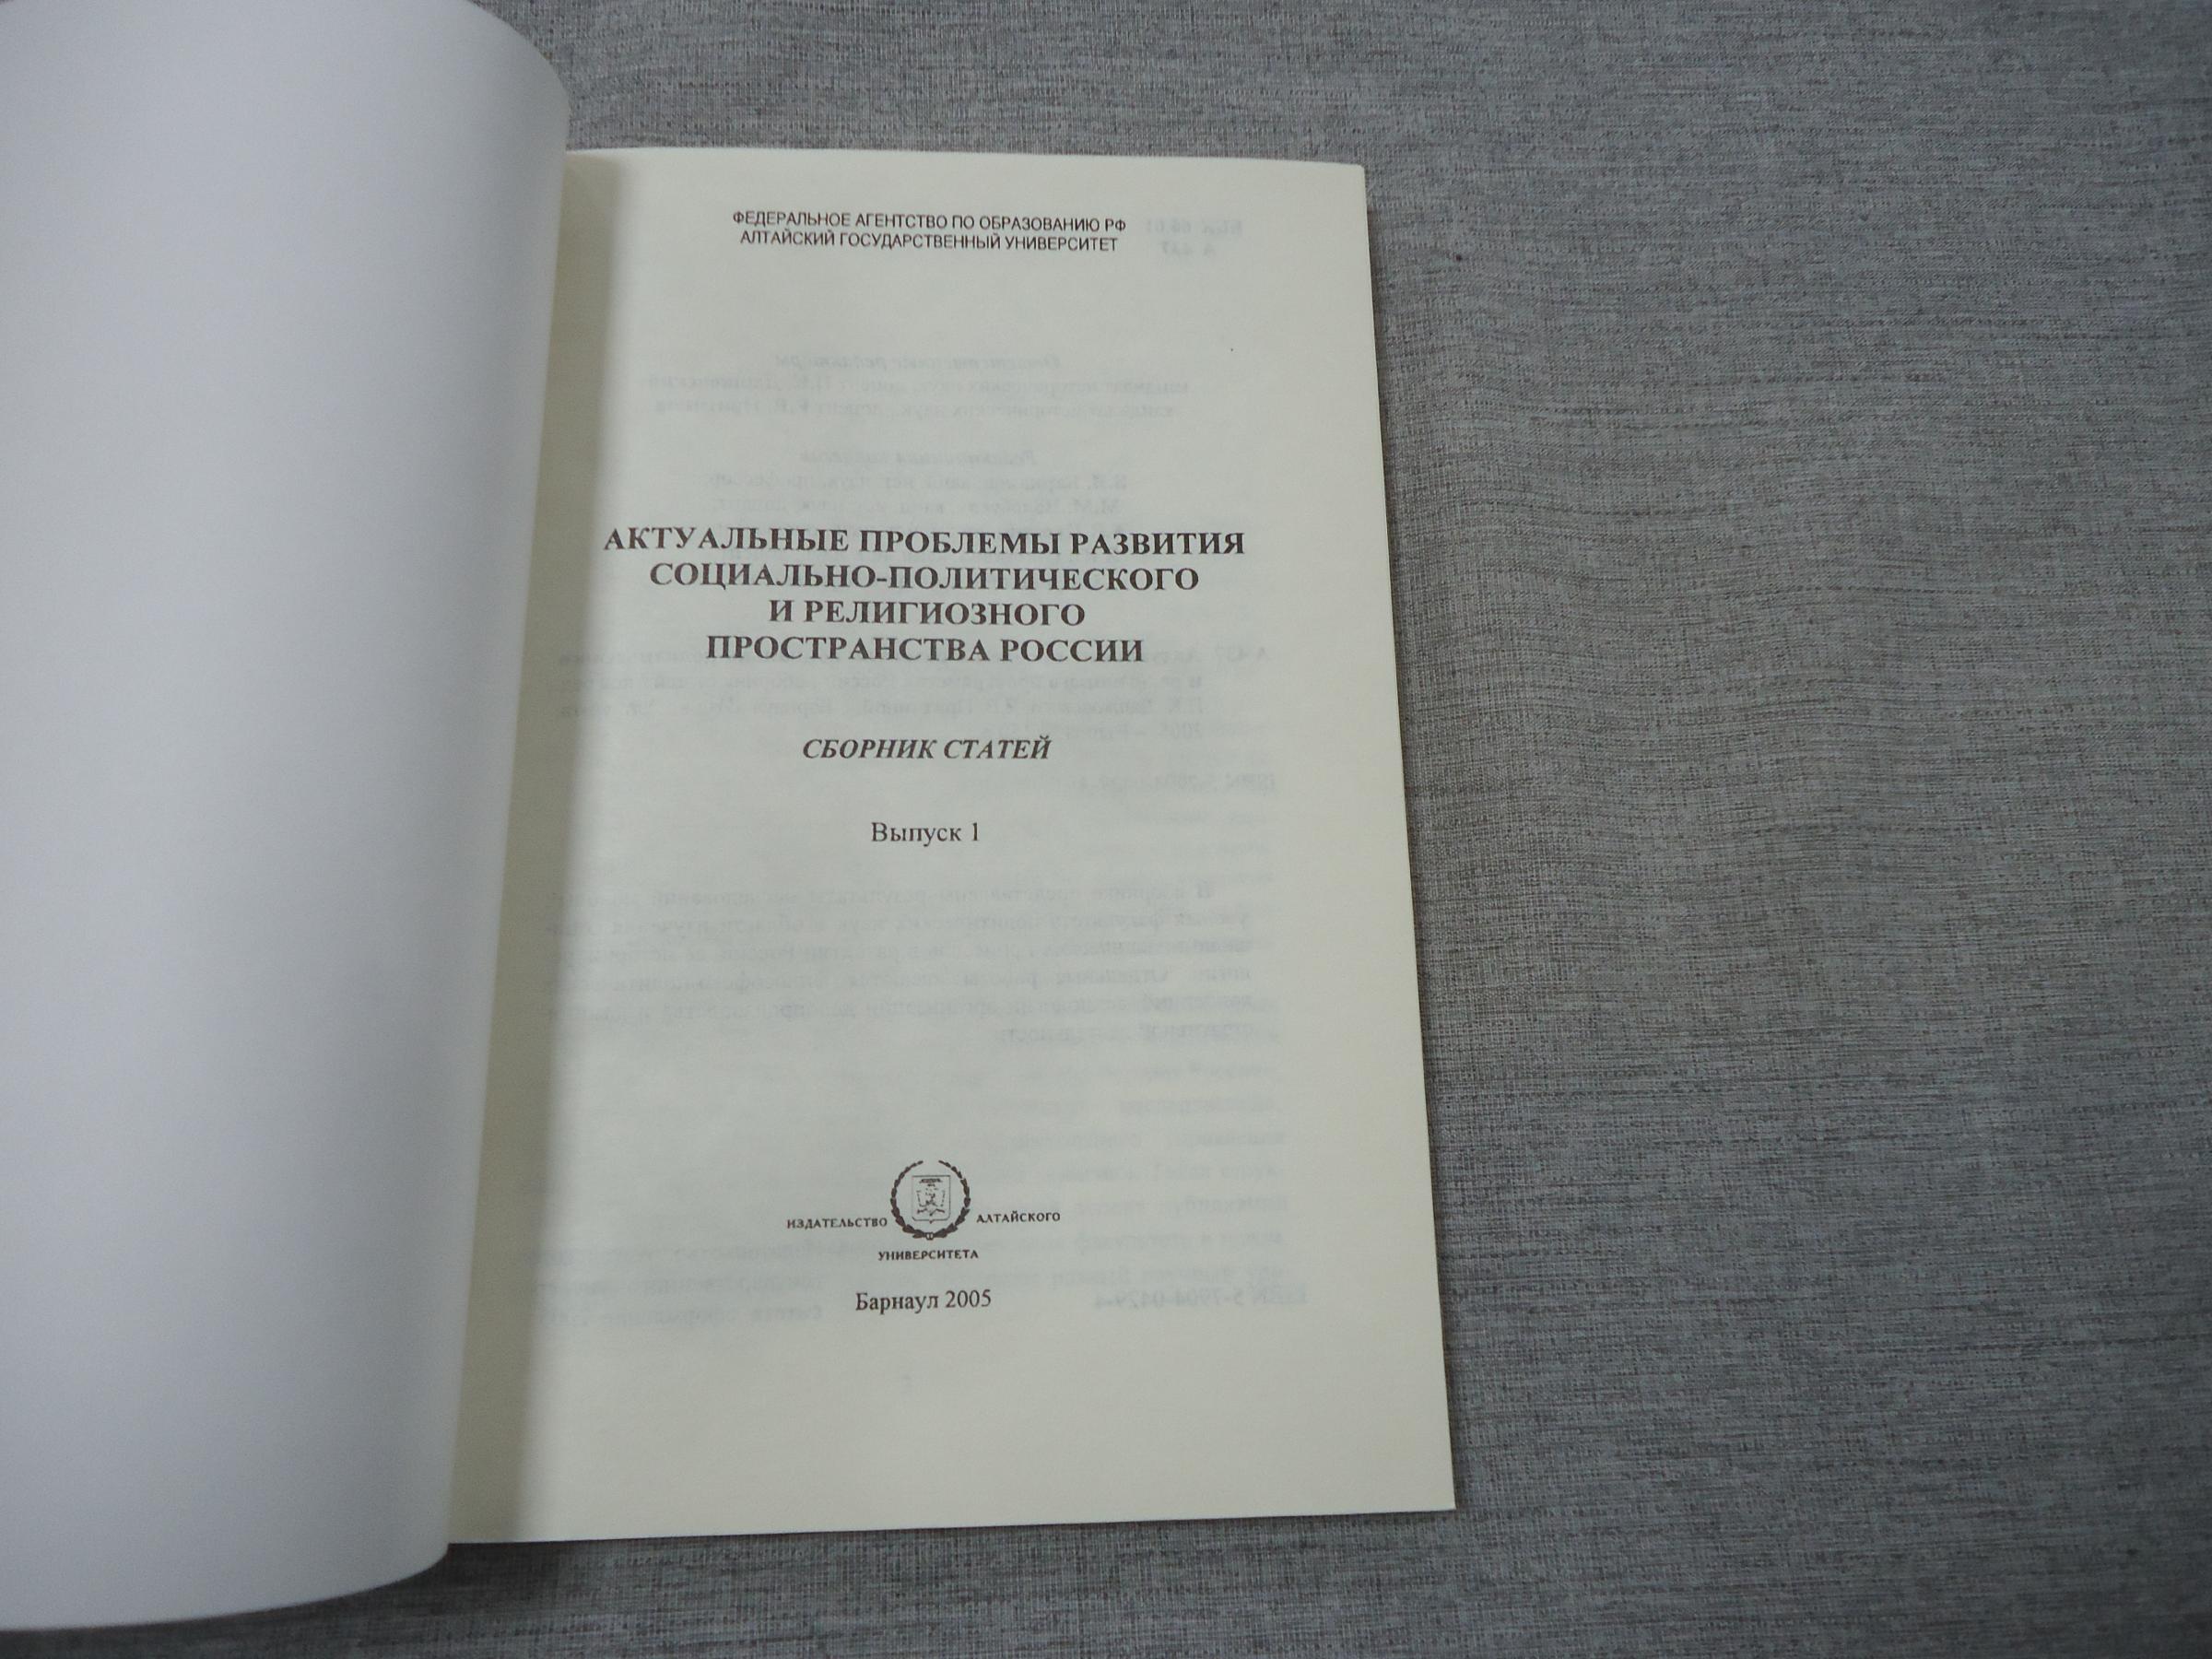 ФЕДЕРАЛЬНОЕ АГЕНТСТВО ПО ОБРАЗОВАНИЮ РФ
АЛТАЙСКИЙ ГОСУДАРСТВЕННЫЙ УНИВЕРСИТЕТ
АКТУАЛЬНЫЕ ПРОБЛЕМЫ РАЗВИТИЯ
СОЦИАЛЬНО-ПОЛИТИЧЕСКОГО
И РЕЛИГИОЗНОГО
ПРОСТРАНСТВА РОССИИ
СБОРНИК СТАТЕЙ
Выпуск 1
ИЗДАТЕЛЬСТВО АЛТАЙСКОГО
УНИВЕРСИТЕТА
Барнаул 2005